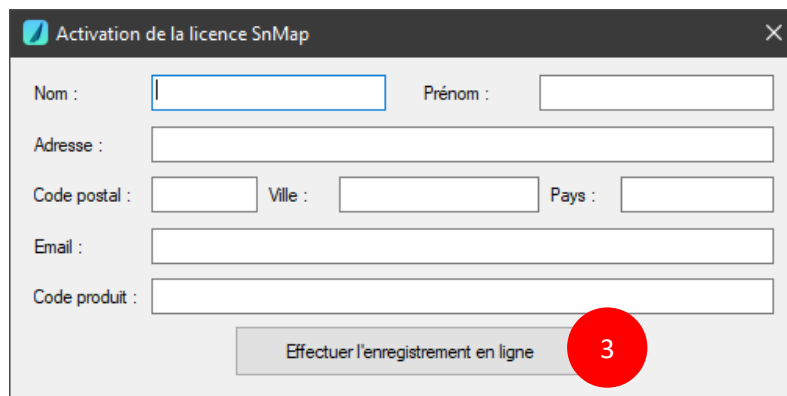 Activation de la licence SnMap
Nom : Prénom :
Adresse :
Code postal : Ville : Pays :
Email :
Code produit :
Effectuer l'enregistrement en ligne 3